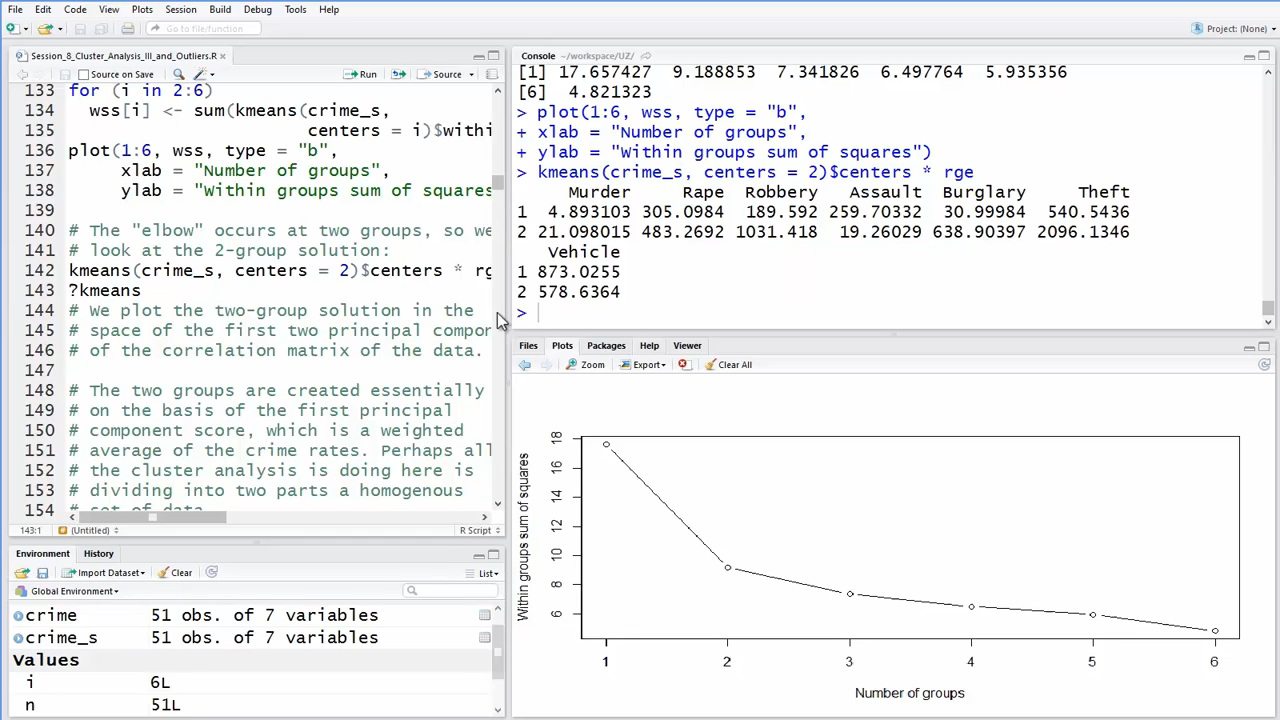 File Edit Code View Plots Session Build Debug Tools Help
Go to file/function
Project: (None)
Session_8_Cluster_Analysis_III_and_Outliers.R
Source on Save
Run
Source
133 for (i in 2:6)
134 wss[i] <- sum(kmeans(crime_s,
135 centers = i)$withi
136 plot(1:6, wss, type = "b",
137 xlab = "Number of groups",
138 ylab = "Within groups sum of squares
139
140 # The "elbow" occurs at two groups, so we
141 # look at the 2-group solution:
142 kmeans(crime_s, centers = 2)$centers * rg
143 ?kmeans
144 # We plot the two-group solution in the
145 # space of the first two principal compon
146 # of the correlation matrix of the data.
147
148 # The two groups are created essentially
149 # on the basis of the first principal
150 # component score, which is a weighted
151 # average of the crime rates. Perhaps all
152 # the cluster analysis is doing here is
153 # dividing into two parts a homogenous
154 # set of data.
143:1 (Untitled) R Script
Environment History
Import Dataset Clear List
Global Environment
crime 51 obs. of 7 variables
crime_s 51 obs. of 7 variables
Values
i 6L
n 51L
Console ~/workspace/UZ/
[1] 17.657427 9.188853 7.341826 6.497764 5.935356
[6] 4.821323
> plot(1:6, wss, type = "b",
+ xlab = "Number of groups",
+ ylab = "Within groups sum of squares")
> kmeans(crime_s, centers = 2)$centers * rge
Murder Rape Robbery Assault Burglary Theft
1 4.893103 305.0984 189.592 259.70332 30.99984 540.5436
2 21.098015 483.2692 1031.418 19.26029 638.90397 2096.1346
Vehicle
1 873.0255
2 578.6364
>
Files Plots Packages Help Viewer
Zoom Export Clear All
Within groups sum of squares
18
16
14
12
10
8
6
1 2 3 4 5 6
Number of groups